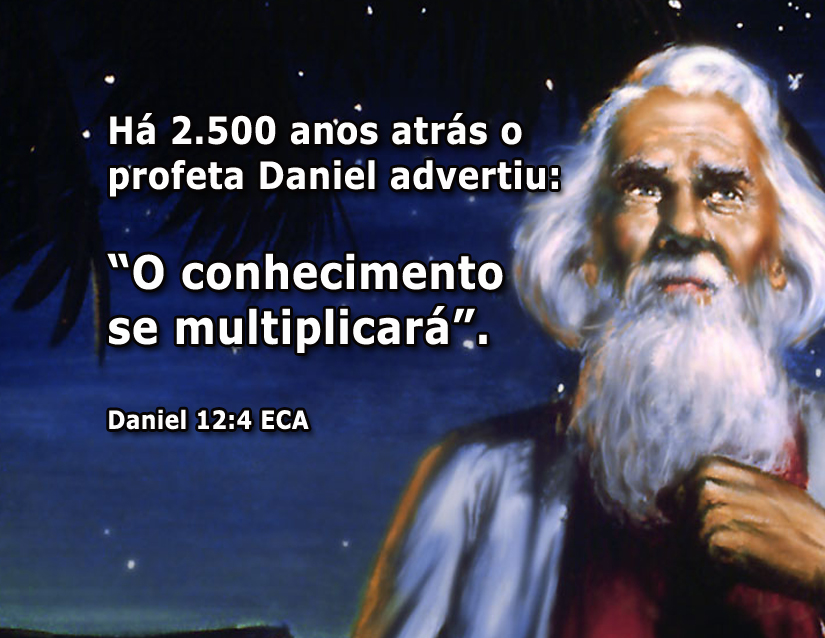 Há 2.500 anos atrás o
profeta Daniel advertiu:
“O conhecimento
se multiplicará”.
Daniel 12:4 ECA